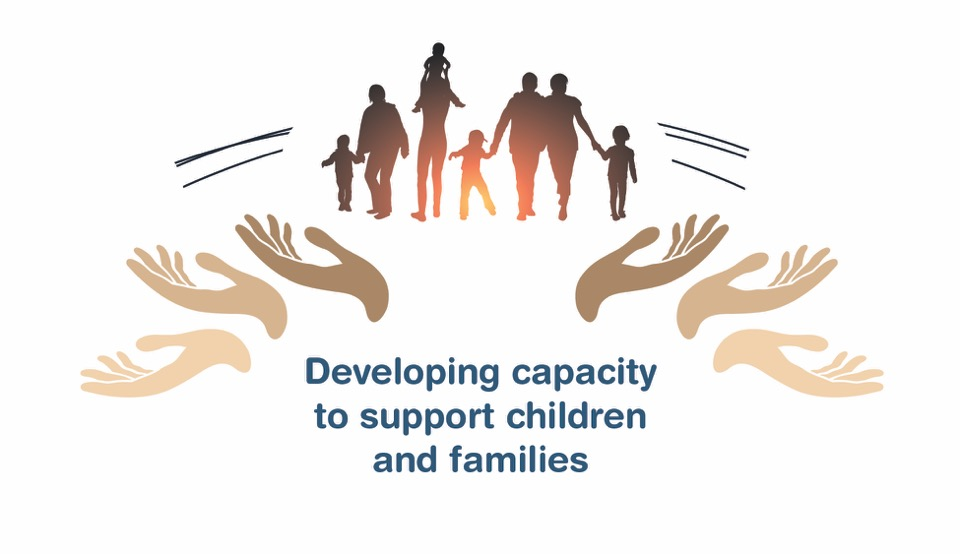 Developing capacity
to support children
and families